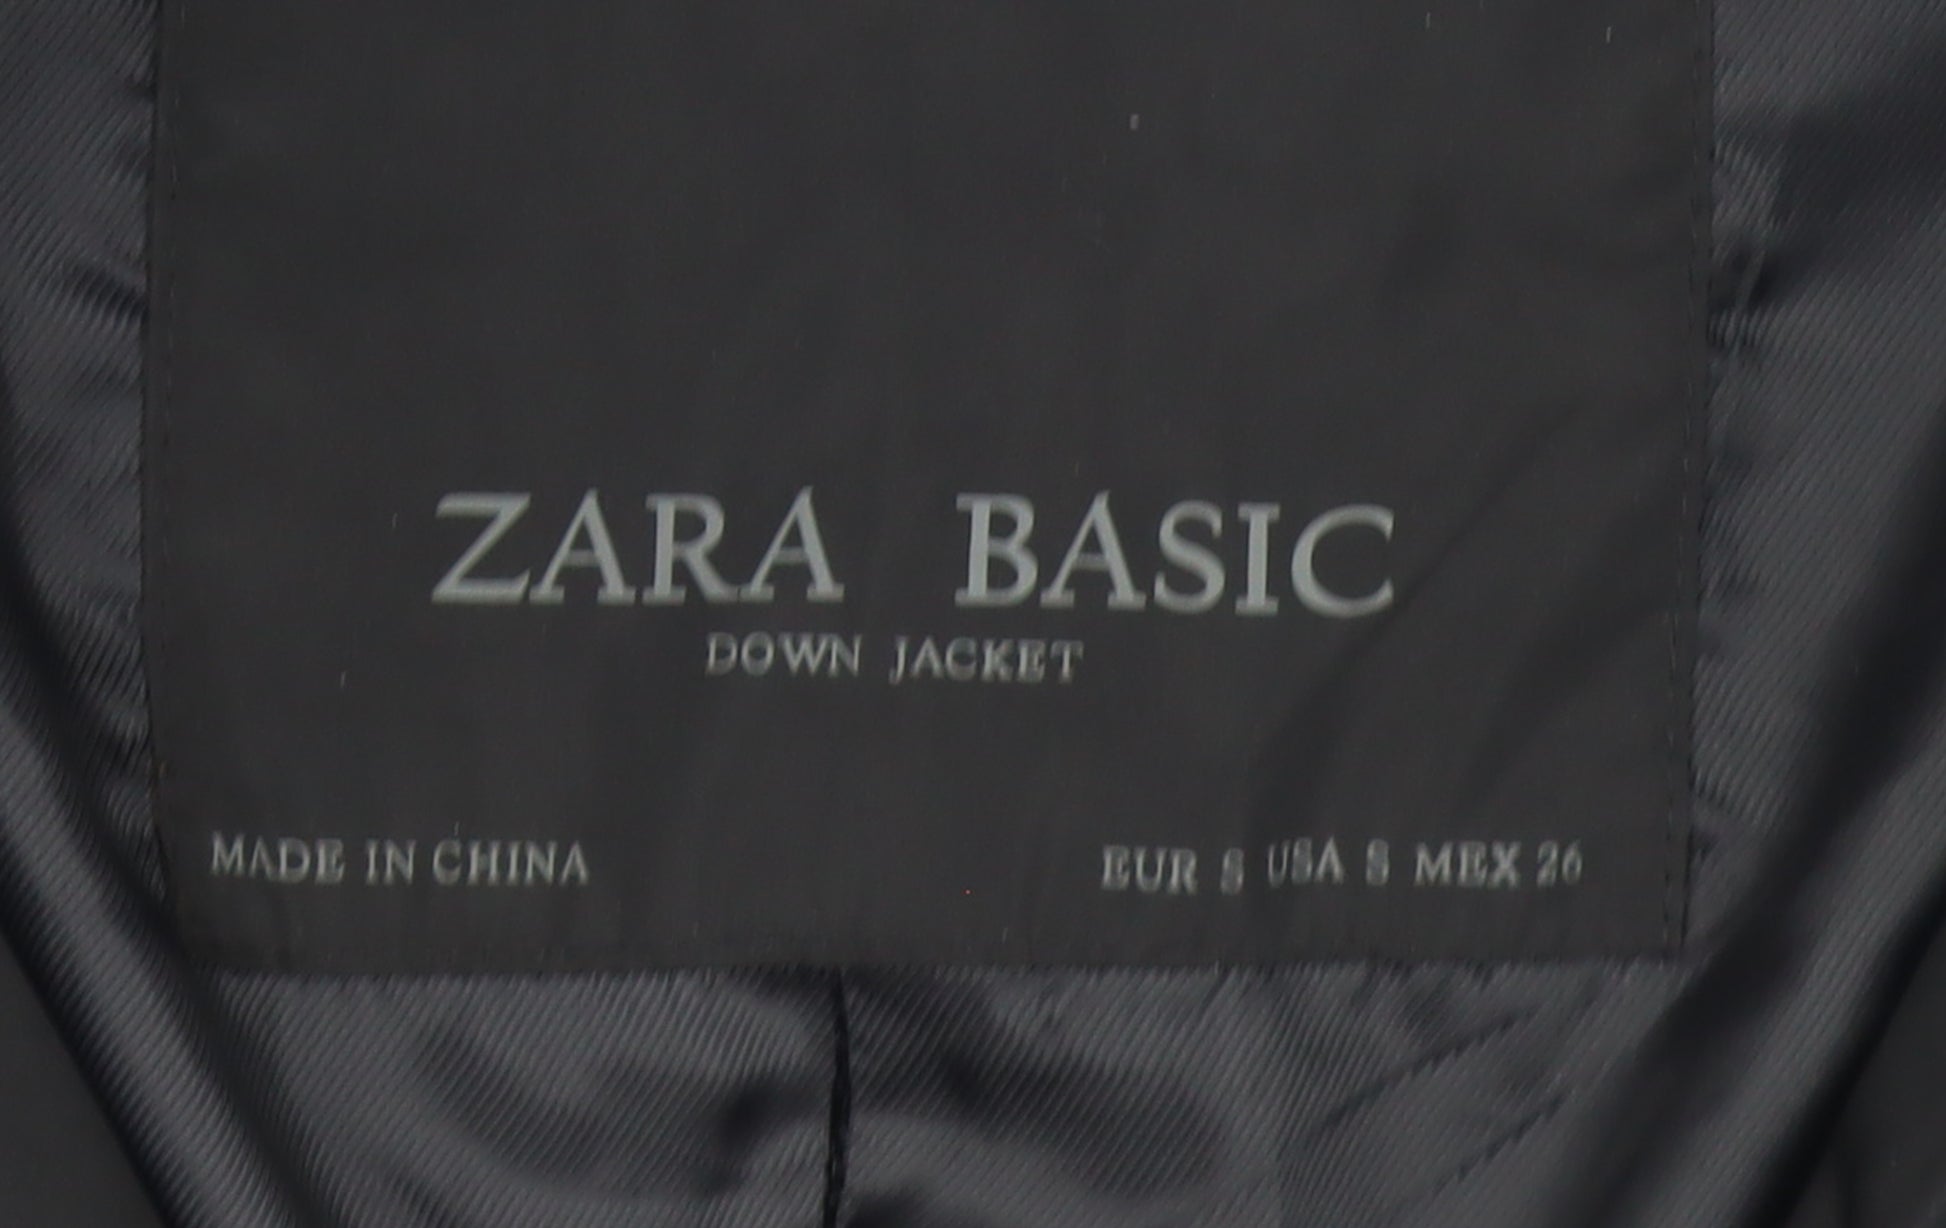 ZARA BASIC
DOWN JACKET
MADE IN CHINA EUR S USA S MEX 26